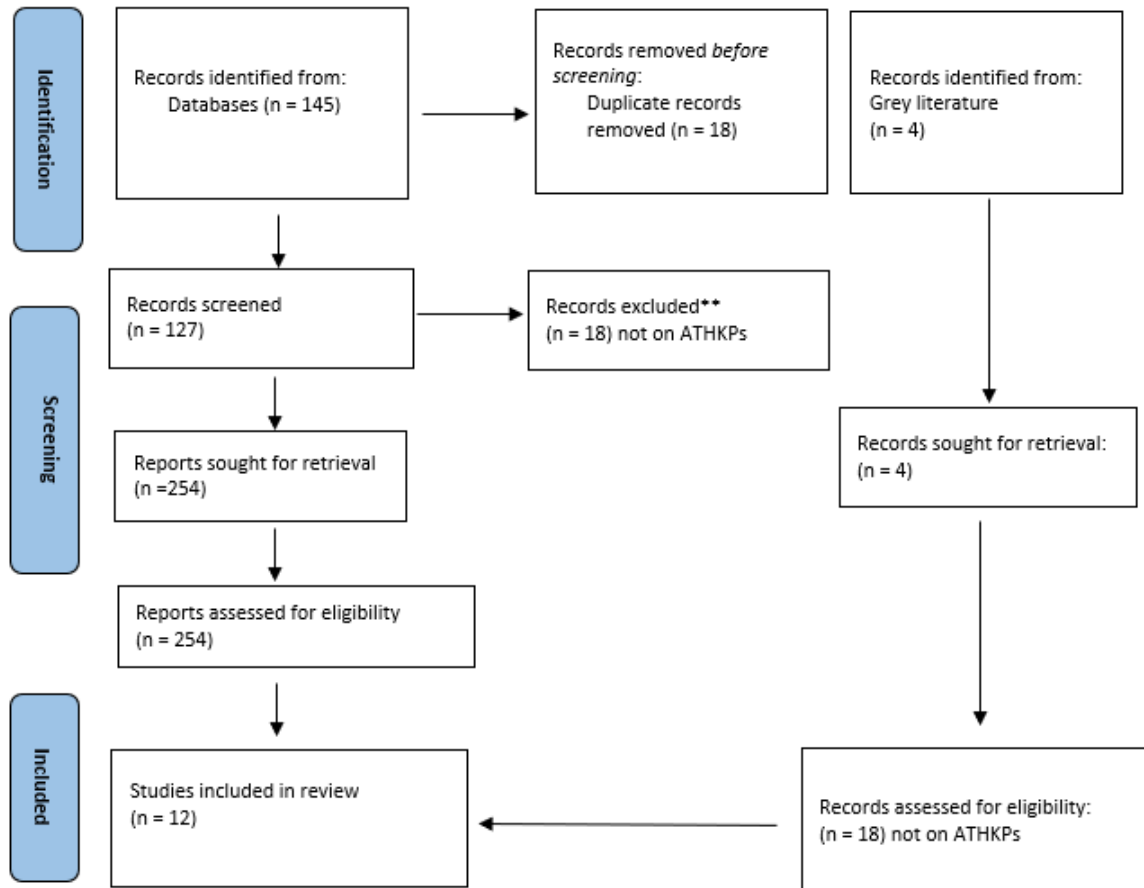 Identification
Records identified from:
Databases (n = 145)
Records removed before
screening:
Duplicate records
removed (n = 18)
Records identified from:
Grey literature
(n = 4)
Screening
Records screened
(n = 127)
Records excluded**
(n = 18) not on ATHKPs
Reports sought for retrieval
(n =254)
Records sought for retrieval:
(n = 4)
Reports assessed for eligibility
(n = 254)
Included
Studies included in review
(n = 12)
Records assessed for eligibility:
(n = 18) not on ATHKPs